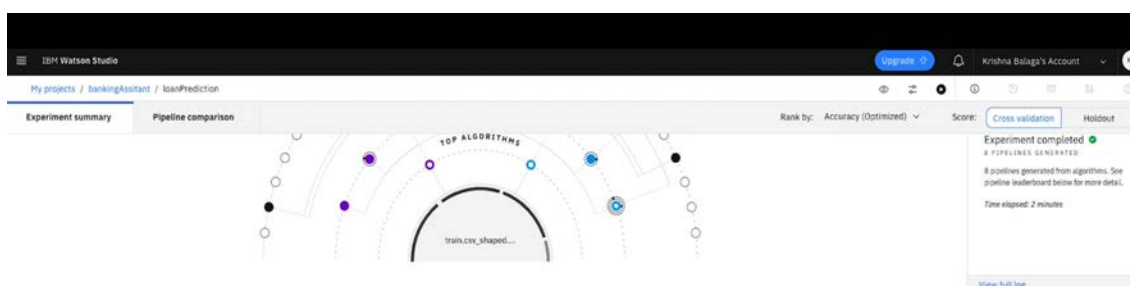 IBM Watson Studio
Upgrade
Krishna Balaga's Account
My projects / bankingAssitant / loanPrediction
Experiment summary
Pipeline comparison
Rank by: Accuracy (Optimized)
Score: Cross validation Holdout
TOP ALGORITHMS
train.csv_shaped....
Experiment completed
8 PIPELINES GENERATED
8 pipelines generated from algorithms. See
pipeline leaderboard below for more detail.
Time elapsed: 2 minutes
View full log